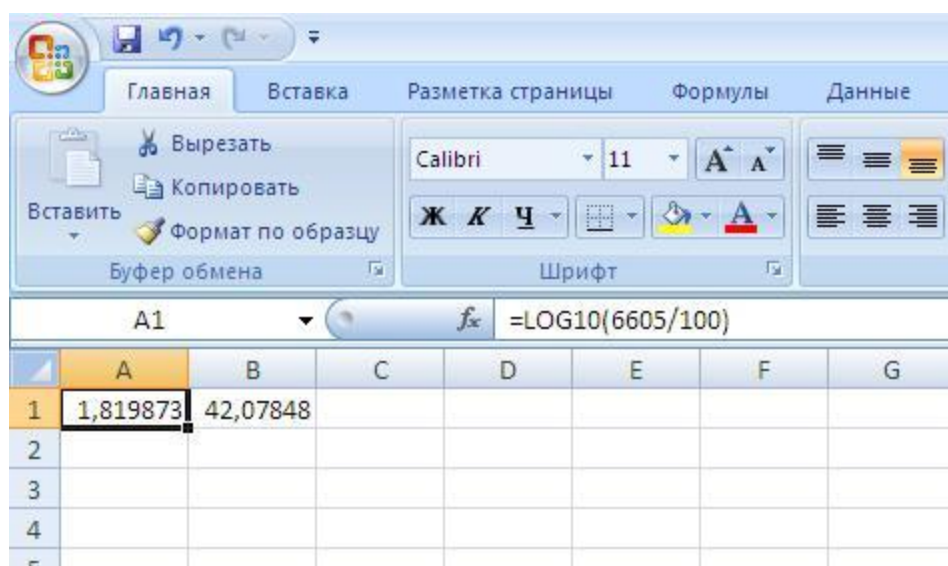 Главная Вставка Разметка страницы Формулы Данные
Вставить
Вырезать
Копировать
Формат по образцу
Буфер обмена
Calibri 11 A A
Ж К Ч А
Шрифт
A1 fx =LOG10(6605/100)
A B C D E F G
1 1,819873 42,07848
2
3
4